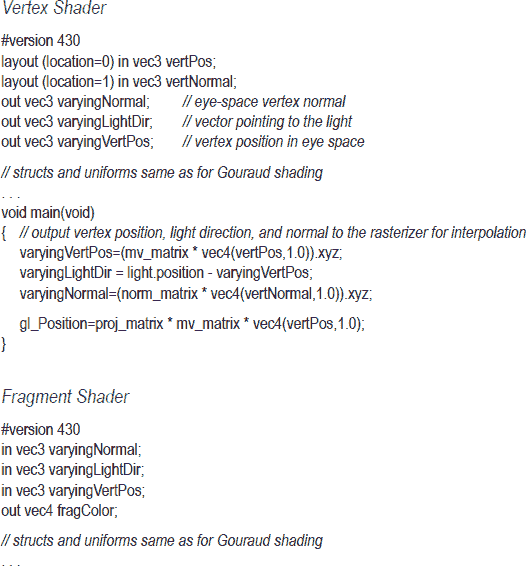 Vertex Shader
#version 430
layout (location=0) in vec3 vertPos;
layout (location=1) in vec3 vertNormal;
out vec3 varyingNormal; // eye-space vertex normal
out vec3 varyingLightDir; // vector pointing to the light
out vec3 varyingVertPos; // vertex position in eye space
// structs and uniforms same as for Gouraud shading
. . .
void main(void)
{ // output vertex position, light direction, and normal to the rasterizer for interpolation
varyingVertPos=(mv_matrix * vec4(vertPos,1.0)).xyz;
varyingLightDir = light.position - varyingVertPos;
varyingNormal=(norm_matrix * vec4(vertNormal,1.0)).xyz;
gl_Position=proj_matrix * mv_matrix * vec4(vertPos,1.0);
}
Fragment Shader
#version 430
in vec3 varyingNormal;
in vec3 varyingLightDir;
in vec3 varyingVertPos;
out vec4 fragColor;
// structs and uniforms same as for Gouraud shading
. . .